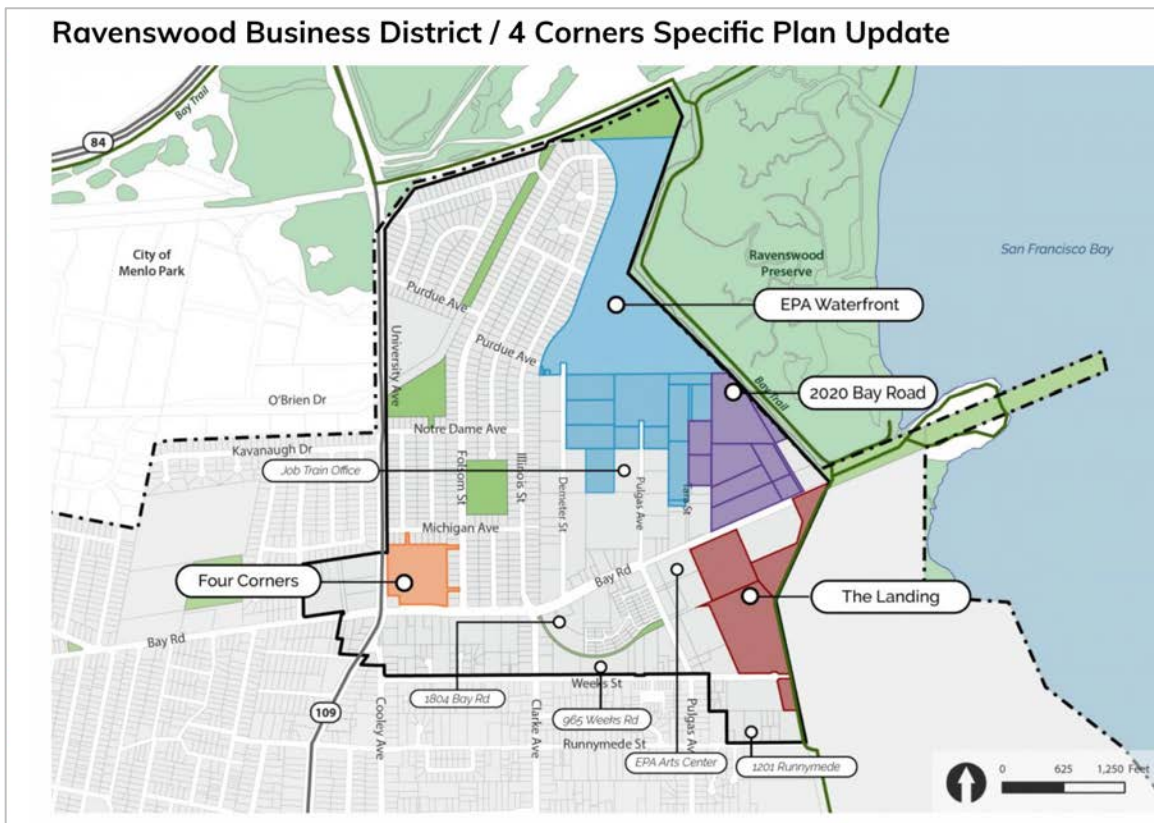 Ravenswood Business District / 4 Corners Specific Plan Update
Bay Trail
84
City of
Menlo Park
San Francisco Bay
Ravenswood
Preserve
EPA Waterfront
Purdue Ave
University Ave
Purdue Ave
2020 Bay Road
Bay Trail
O'Brien Dr
Notre Dame Ave
Kavanaugh Dr
Job Train Office
Folsom St
Illinois St
Demeter St
Pulgas Ave
Tara St
Michigan Ave
Four Corners
Bay Rd
The Landing
Bay Rd
Weeks St
1804 Bay Rd
Cooley Ave
109
965 Weeks Rd
Clarke Ave
Pulgas Av
Runnymede St
EPA Arts Center
1201 Runnymede
0 625 1,250 Feet